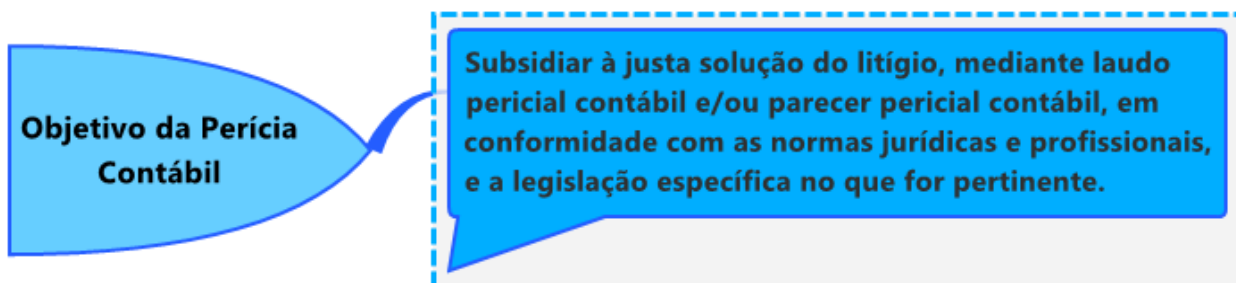 Objetivo da Perícia
Contábil
Subsidiar à justa solução do litígio, mediante laudo
pericial contábil e/ou parecer pericial contábil, em
conformidade com as normas jurídicas e profissionais,
e a legislação específica no que for pertinente.